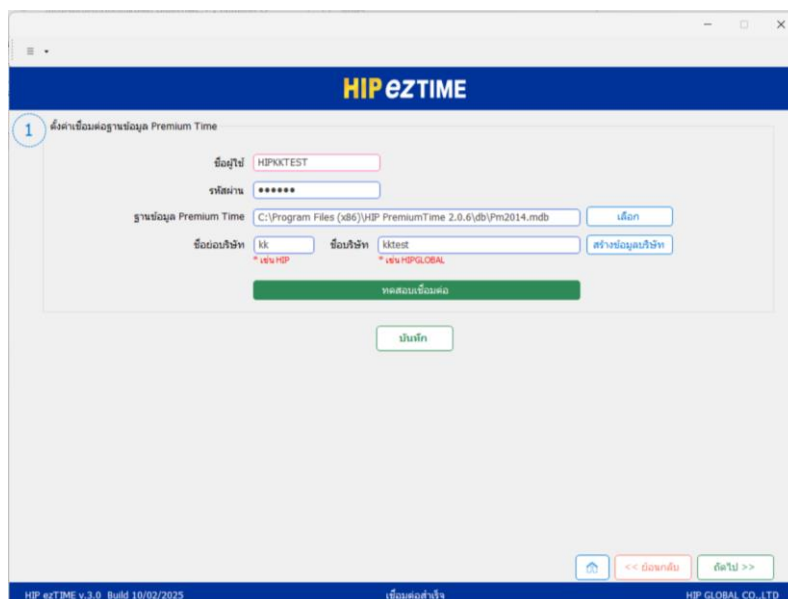 HIP ezTIME
1 ตั้งค่าเชื่อมต่อฐานข้อมูล Premium Time
ชื่อผู้ใช้ HIPKKTEST
รหัสผ่าน ●●●●●●
ฐานข้อมูล Premium Time C:\Program Files (x86)\HIP PremiumTime 2.0.6\db\Pm2014.mdb เลือก
ชื่อย่อบริษัท kk ชื่อบริษัท kktest สร้างข้อมูลบริษัท
* เช่น HIP * เช่น HIPGLOBAL
ทดสอบเชื่อมต่อ
บันทึก
<< ย้อนกลับ ถัดไป >>
HIP ezTIME v.3.0 Build 10/02/2025 เชื่อมต่อสำเร็จ HIP GLOBAL CO.,LTD